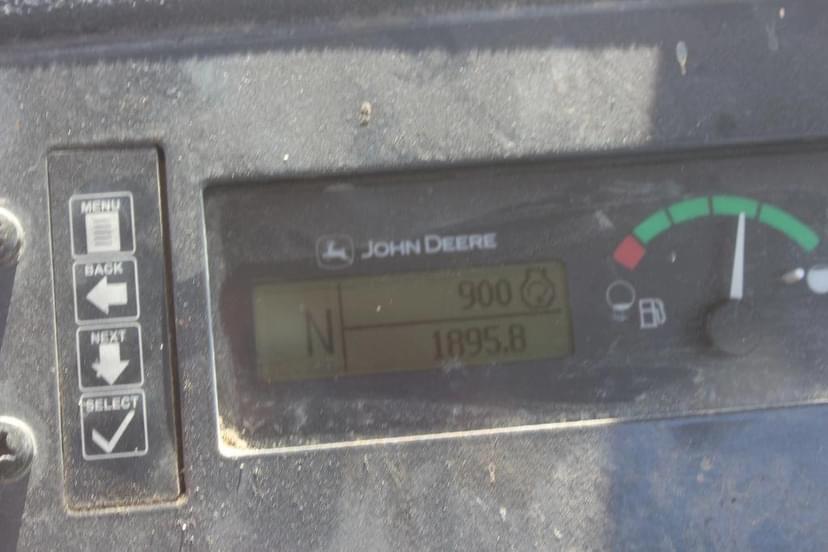 MENU
BACK
NEXT
SELECT
JOHN DEERE
N
900
1895.8